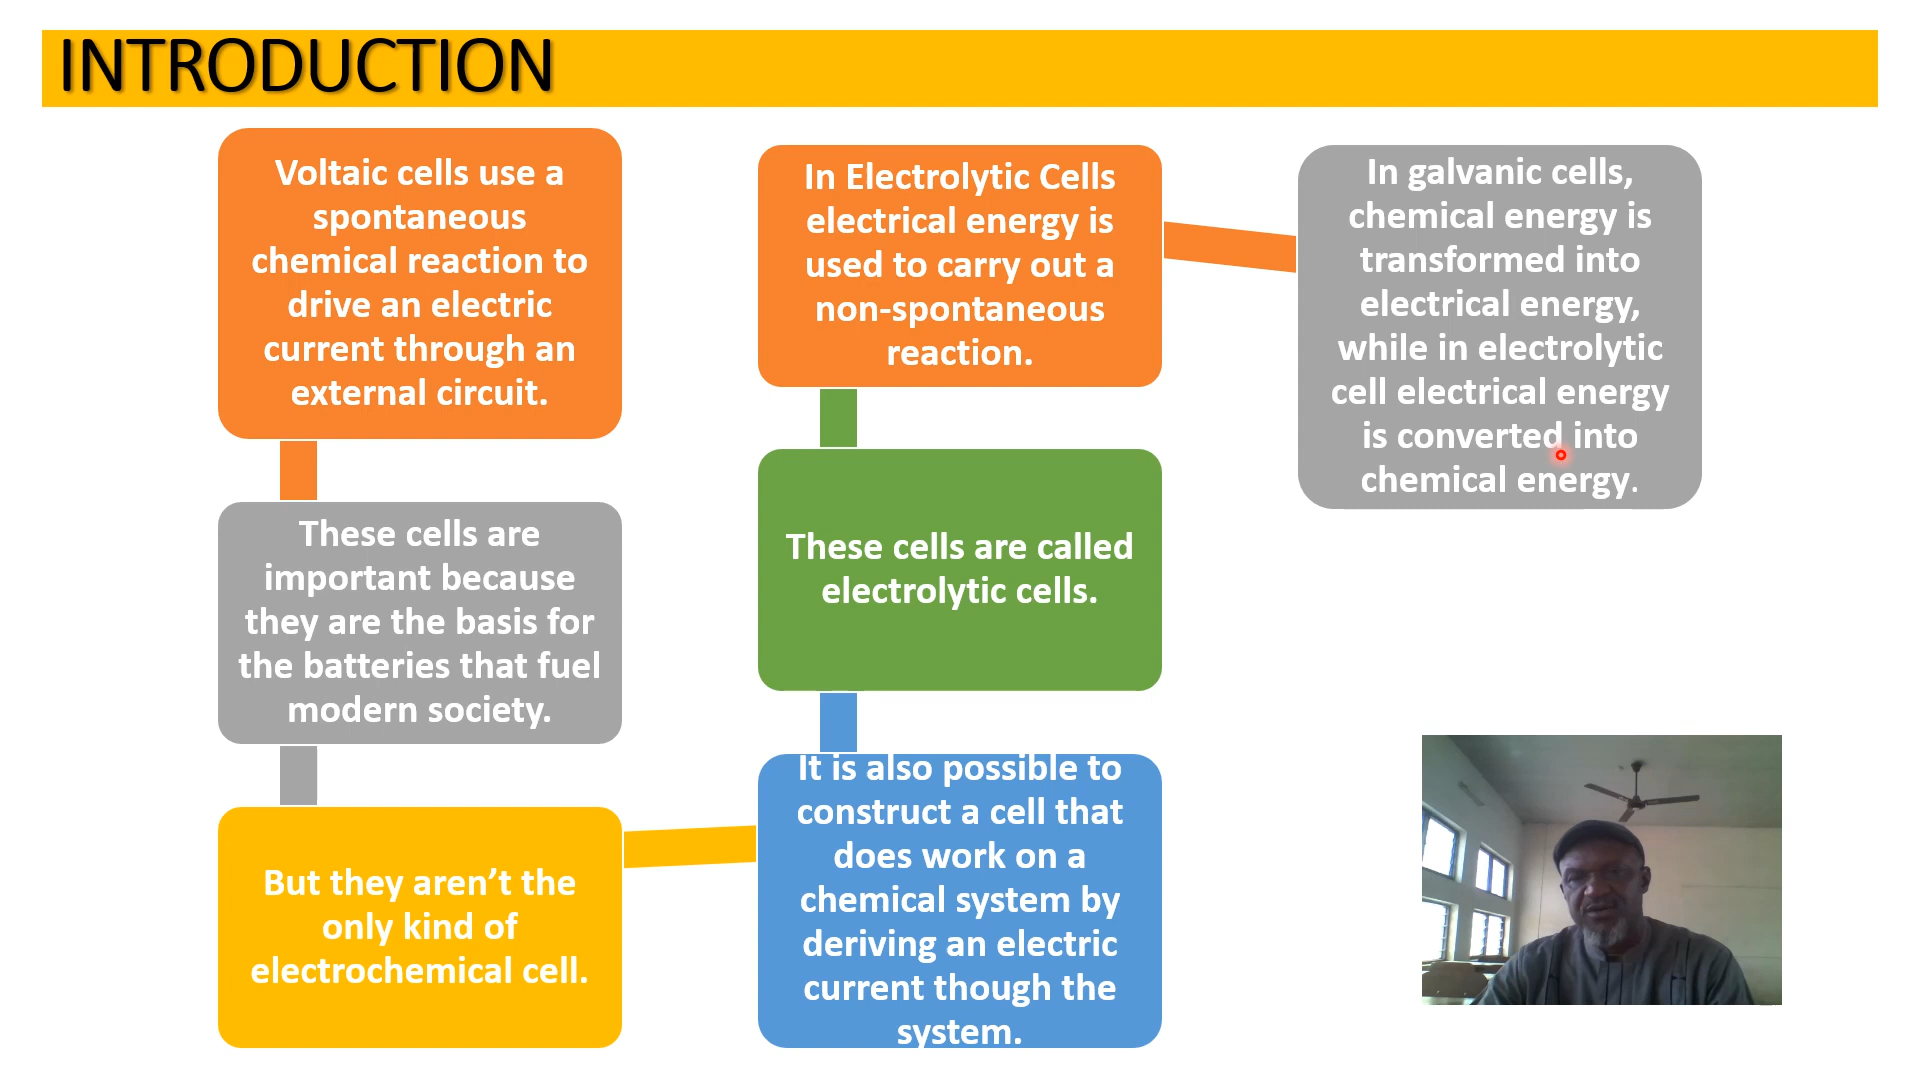 INTRODUCTION
Voltaic cells use a
spontaneous
chemical reaction to
drive an electric
current through an
external circuit.
These cells are
important because
they are the basis for
the batteries that fuel
modern society.
But they aren’t the
only kind of
electrochemical cell.
It is also possible to
construct a cell that
does work on a
chemical system by
deriving an electric
current though the
system.
These cells are called
electrolytic cells.
In Electrolytic Cells
electrical energy is
used to carry out a
non-spontaneous
reaction.
In galvanic cells,
chemical energy is
transformed into
electrical energy,
while in electrolytic
cell electrical energy
is converted into
chemical energy.